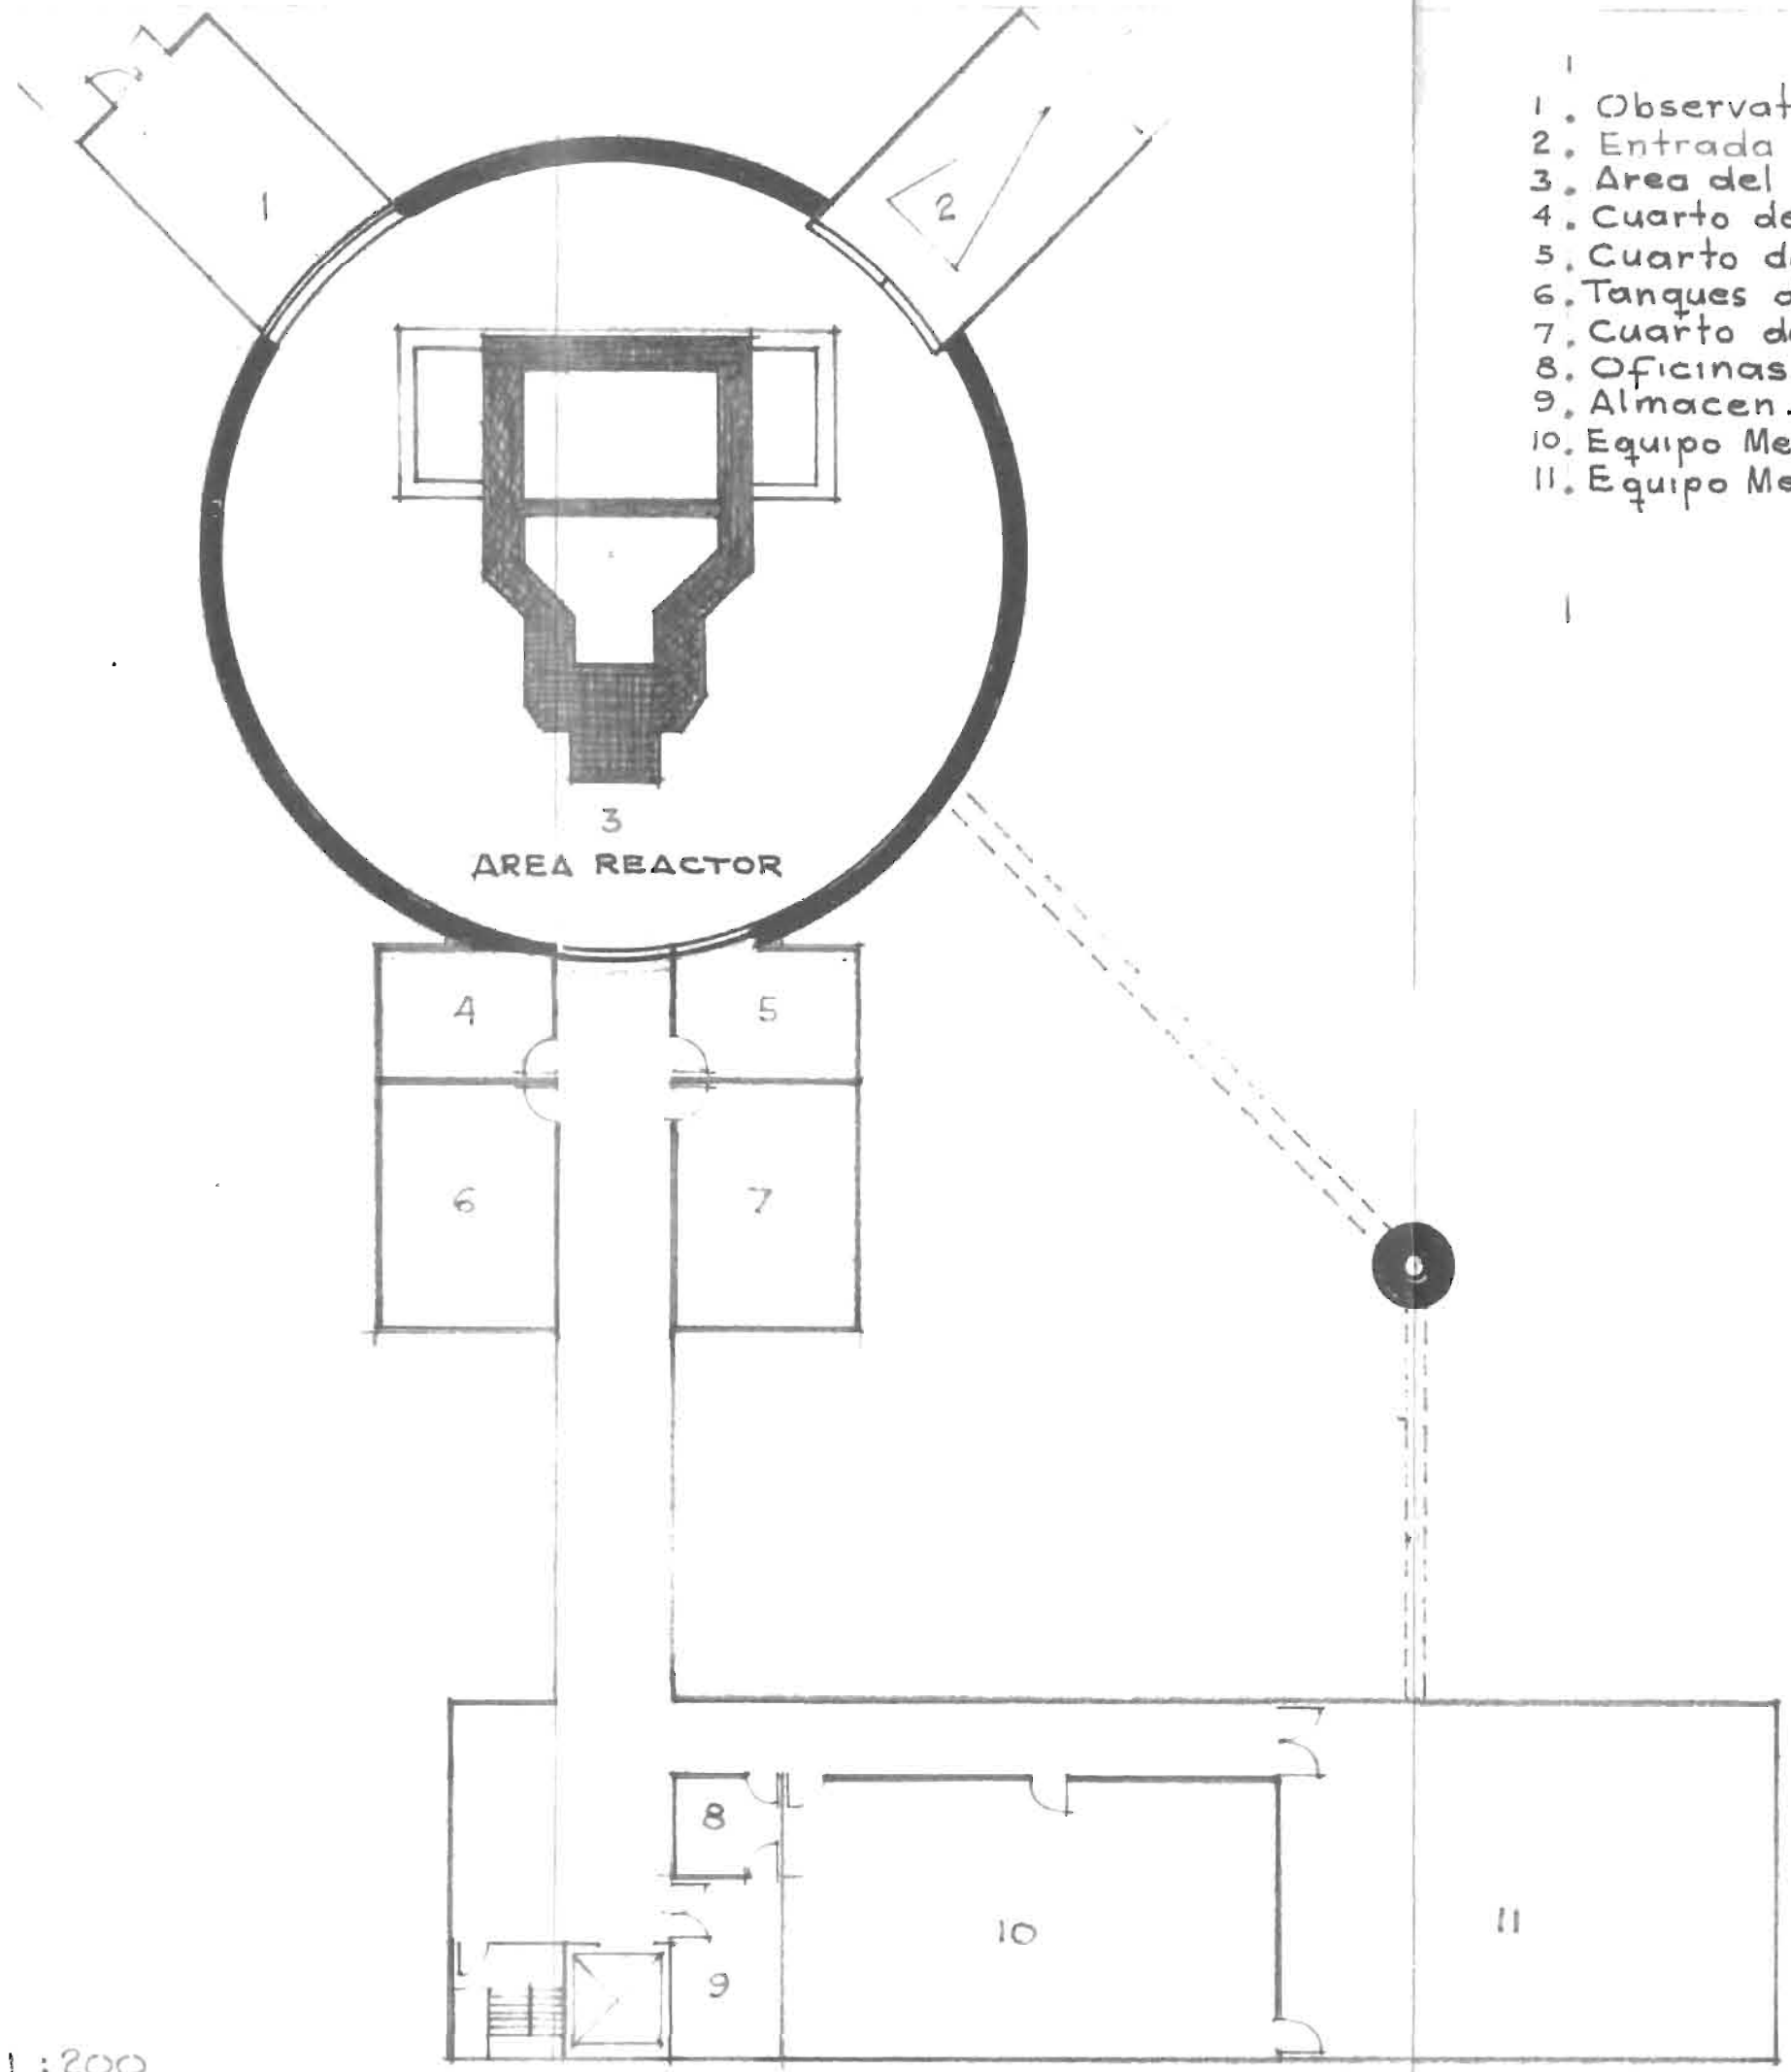 1. Observat
2. Entrada
3. Area del
4. Cuarto de
5. Cuarto d
6. Tanques
7. Cuarto d
8. Oficinas
9. Almacen.
10. Equipo Me
11. Equipo Me
1
2
3
AREA REACTOR
4
5
6
7
8
9
10
11
1:200